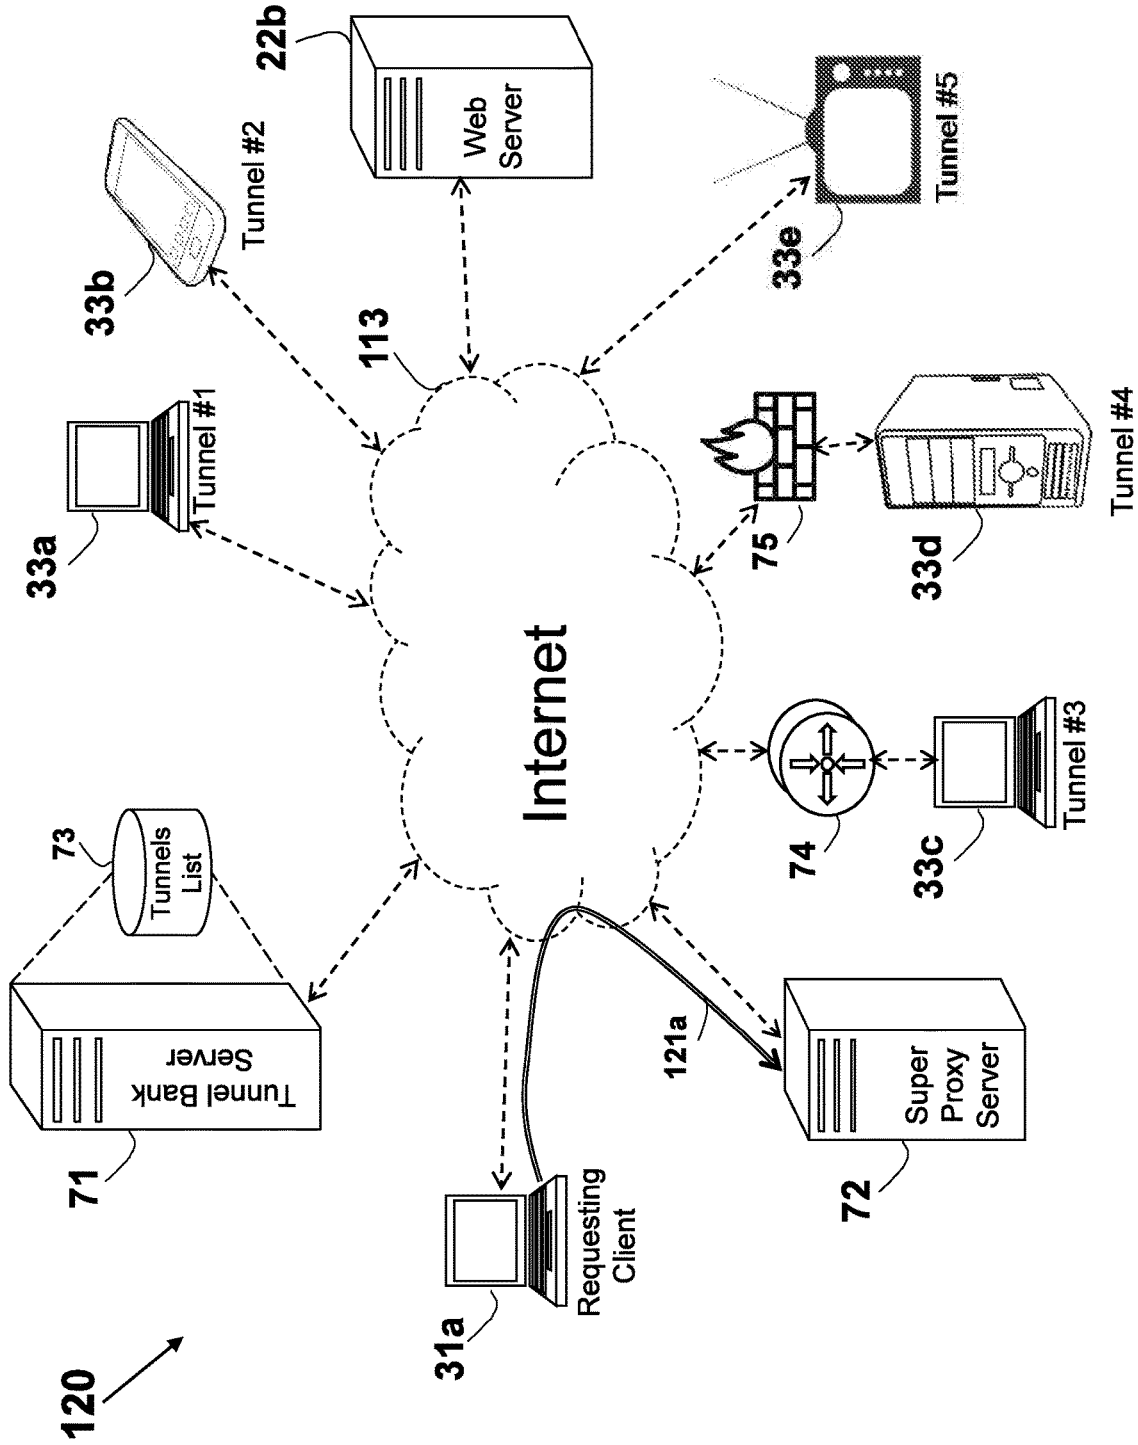 120
71
Tunnel Bank
Server
73
Tunnels
List
33a
Tunnel #1
33b
Tunnel #2
22b
Web
Server
113
Internet
31a
Requesting
Client
121a
72
Super
Proxy
Server
74
33c
Tunnel #3
75
33d
Tunnel #4
33e
Tunnel #5